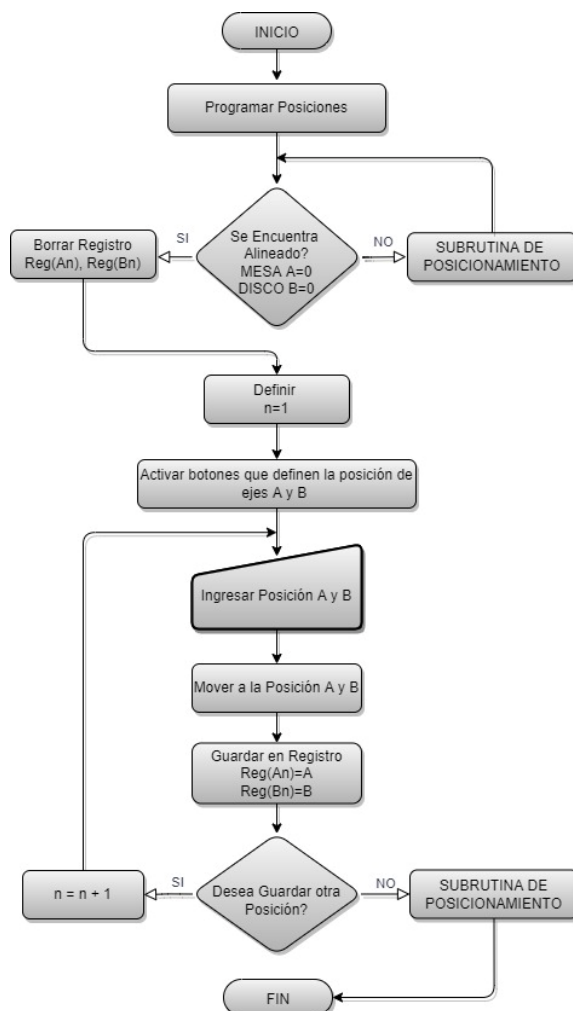 INICIO
Programar Posiciones
Se Encuentra
Alineado?
MESA A=0
DISCO B=0
SI
NO
Borrar Registro
Reg(An), Reg(Bn)
SUBRUTINA DE
POSICIONAMIENTO
Definir
n=1
Activar botones que definen la posición de
ejes A y B
Ingresar Posición A y B
Mover a la Posición A y B
Guardar en Registro
Reg(An)=A
Reg(Bn)=B
Desea Guardar otra
Posición?
SI
NO
n = n + 1
SUBRUTINA DE
POSICIONAMIENTO
FIN